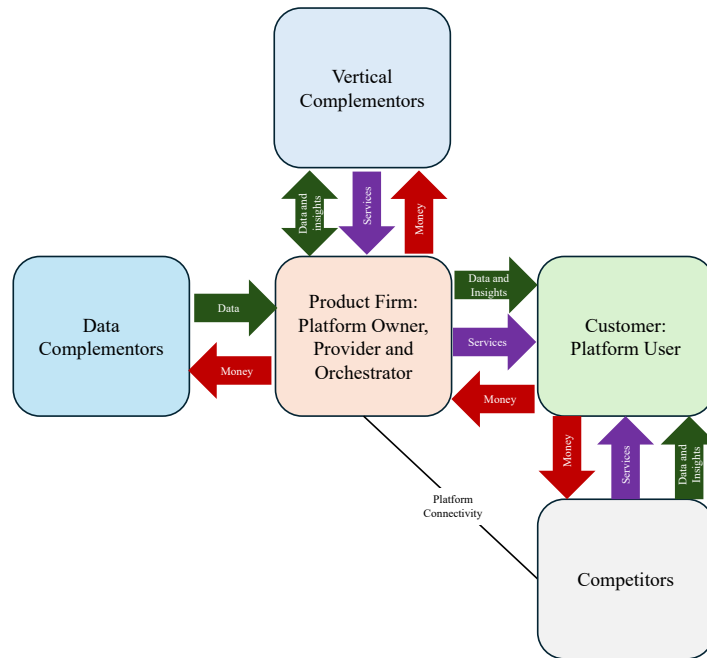 Vertical
Complementors
Data and
insights
Services
Money
Data
Complementors
Data
Money
Product Firm:
Platform Owner,
Provider and
Orchestrator
Data and
Insights
Services
Money
Customer:
Platform User
Money
Services
Data and
Insights
Platform
Connectivity
Competitors